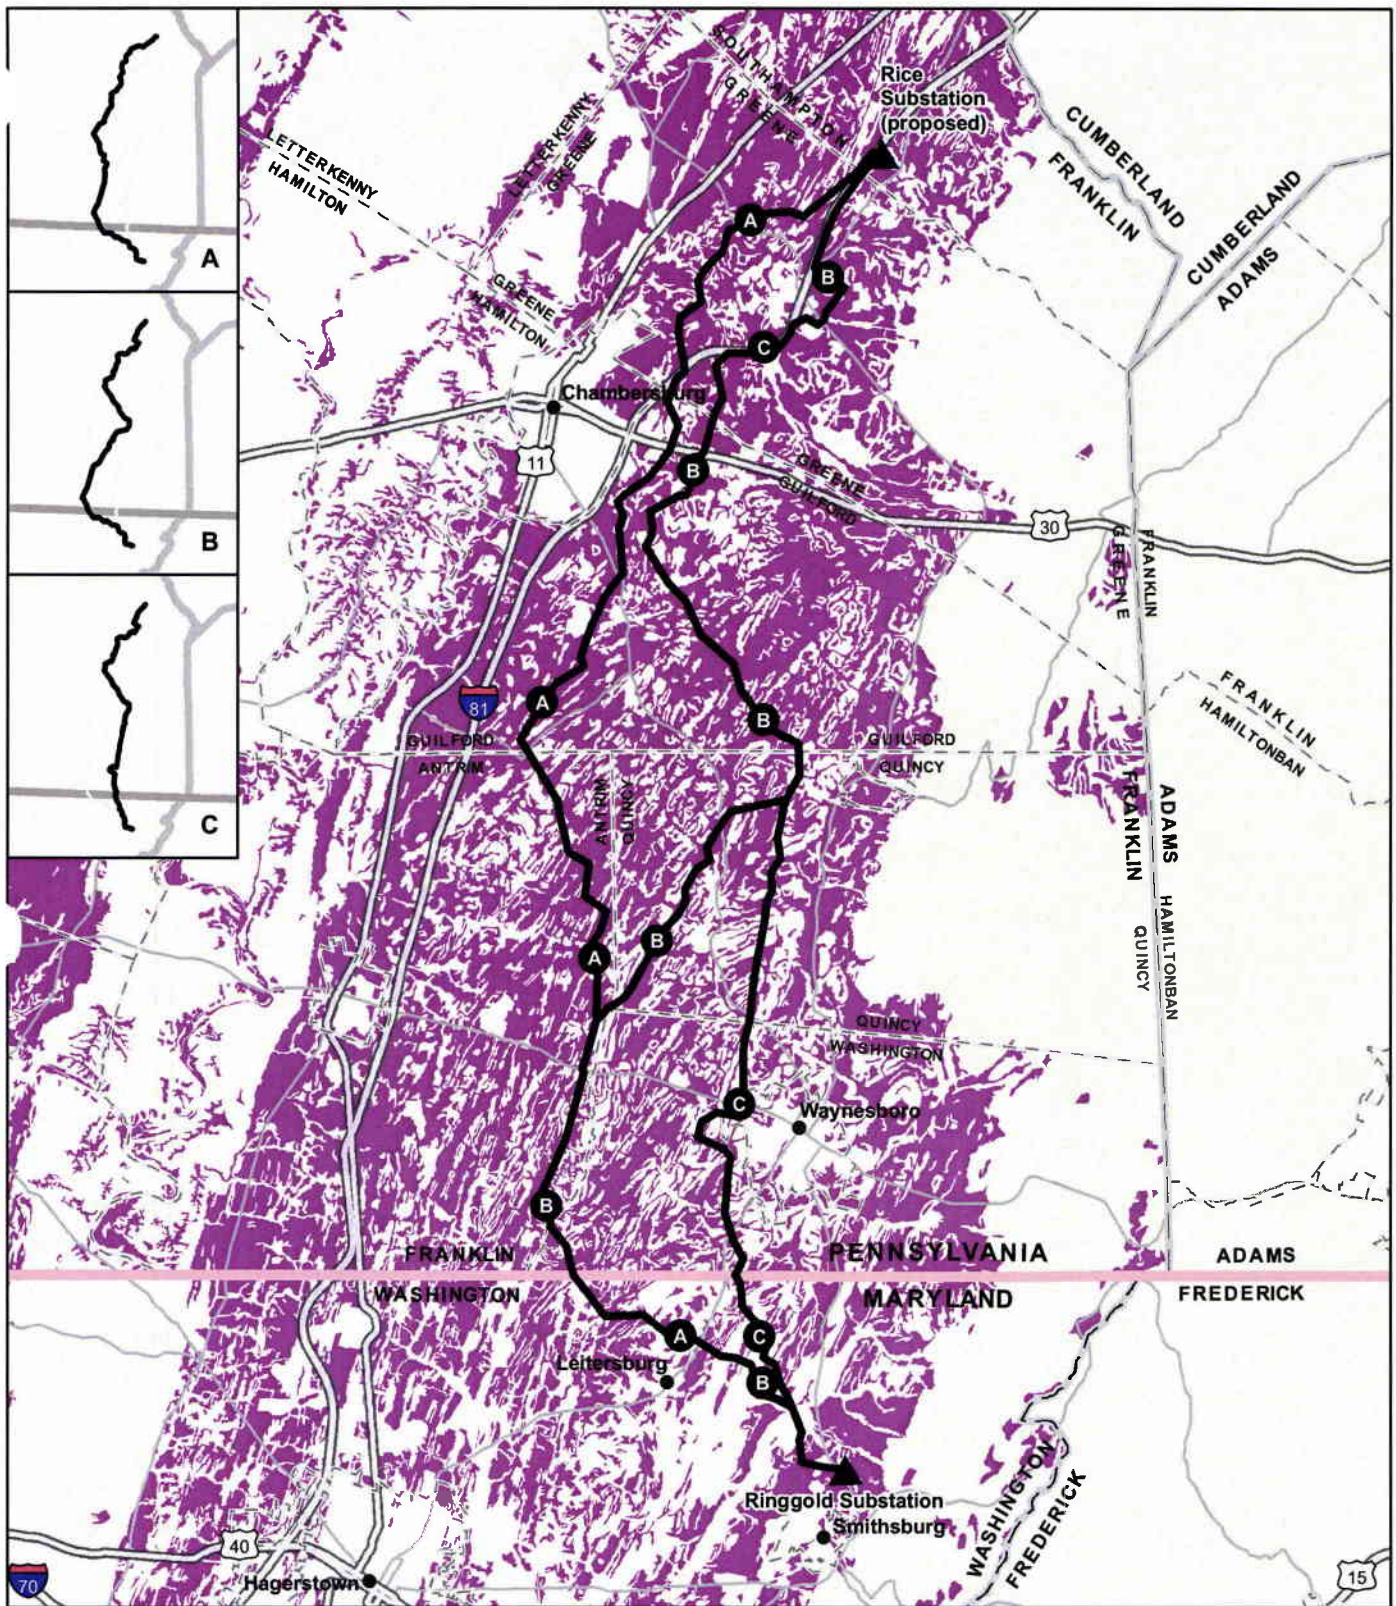 A
B
C
SOUTHAMPTON
GREENE
Rice
Substation
(proposed)
LETTERKENNY
GREENE
LETTERKENNY
HAMILTON
CUMBERLAND
FRANKLIN
CUMBERLAND
ADAMS
A
B
GREENE
HAMILTON
C
Chambersburg
11
B
GREENE
GUILFORD
30
FRANKLIN
GREENE
81
A
B
FRANKLIN
HAMILTONBAN
GUILFORD
ANTRIM
GUILFORD
QUINCY
ANTRIM
QUINCY
ADAMS
FRANKLIN
HAMILTONBAN
QUINCY
B
A
QUINCY
WASHINGTON
C
Waynesboro
B
FRANKLIN
PENNSYLVANIA
ADAMS
WASHINGTON
MARYLAND
FREDERICK
A
C
Leitersburg
B
Ringgold Substation
Smithsburg
WASHINGTON
FREDERICK
40
70
Hagerstown
15